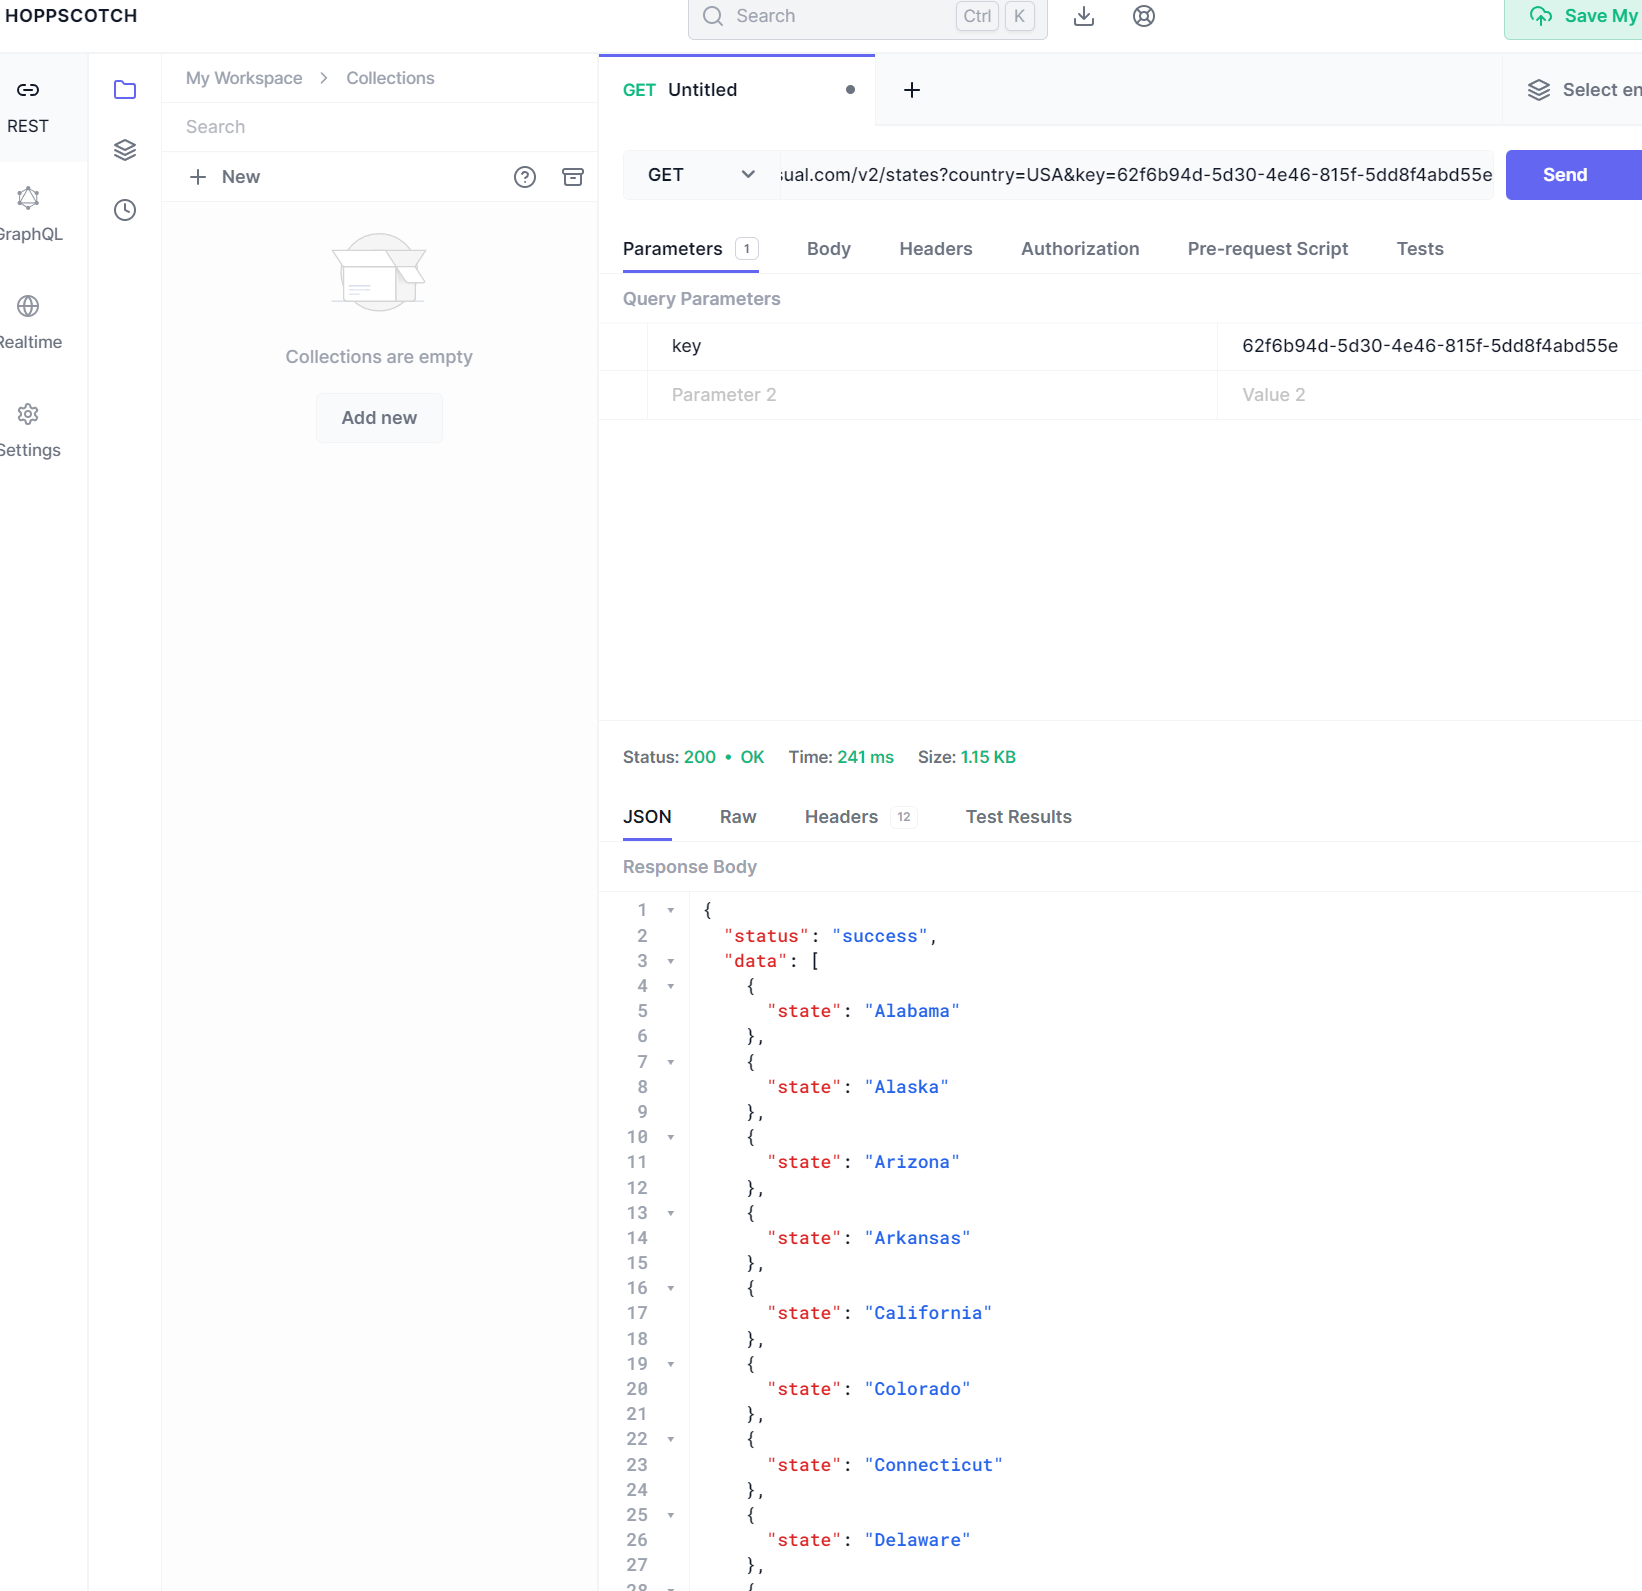 HOPPSCOTCH
Search Ctrl K
Save My
REST
GraphQL
Realtime
Settings
My Workspace > Collections
Search
+ New
Collections are empty
Add new
GET Untitled
+
Select en
GET
sual.com/v2/states?country=USA&key=62f6b94d-5d30-4e46-815f-5dd8f4abd55e
Send
Parameters 1 Body Headers Authorization Pre-request Script Tests
Query Parameters
key 62f6b94d-5d30-4e46-815f-5dd8f4abd55e
Parameter 2 Value 2
Status: 200 • OK Time: 241 ms Size: 1.15 KB
JSON Raw Headers 12 Test Results
Response Body
1 {
2 "status": "success",
3 "data": [
4 {
5 "state": "Alabama"
6 },
7 {
8 "state": "Alaska"
9 },
10 {
11 "state": "Arizona"
12 },
13 {
14 "state": "Arkansas"
15 },
16 {
17 "state": "California"
18 },
19 {
20 "state": "Colorado"
21 },
22 {
23 "state": "Connecticut"
24 },
25 {
26 "state": "Delaware"
27 },
28 {